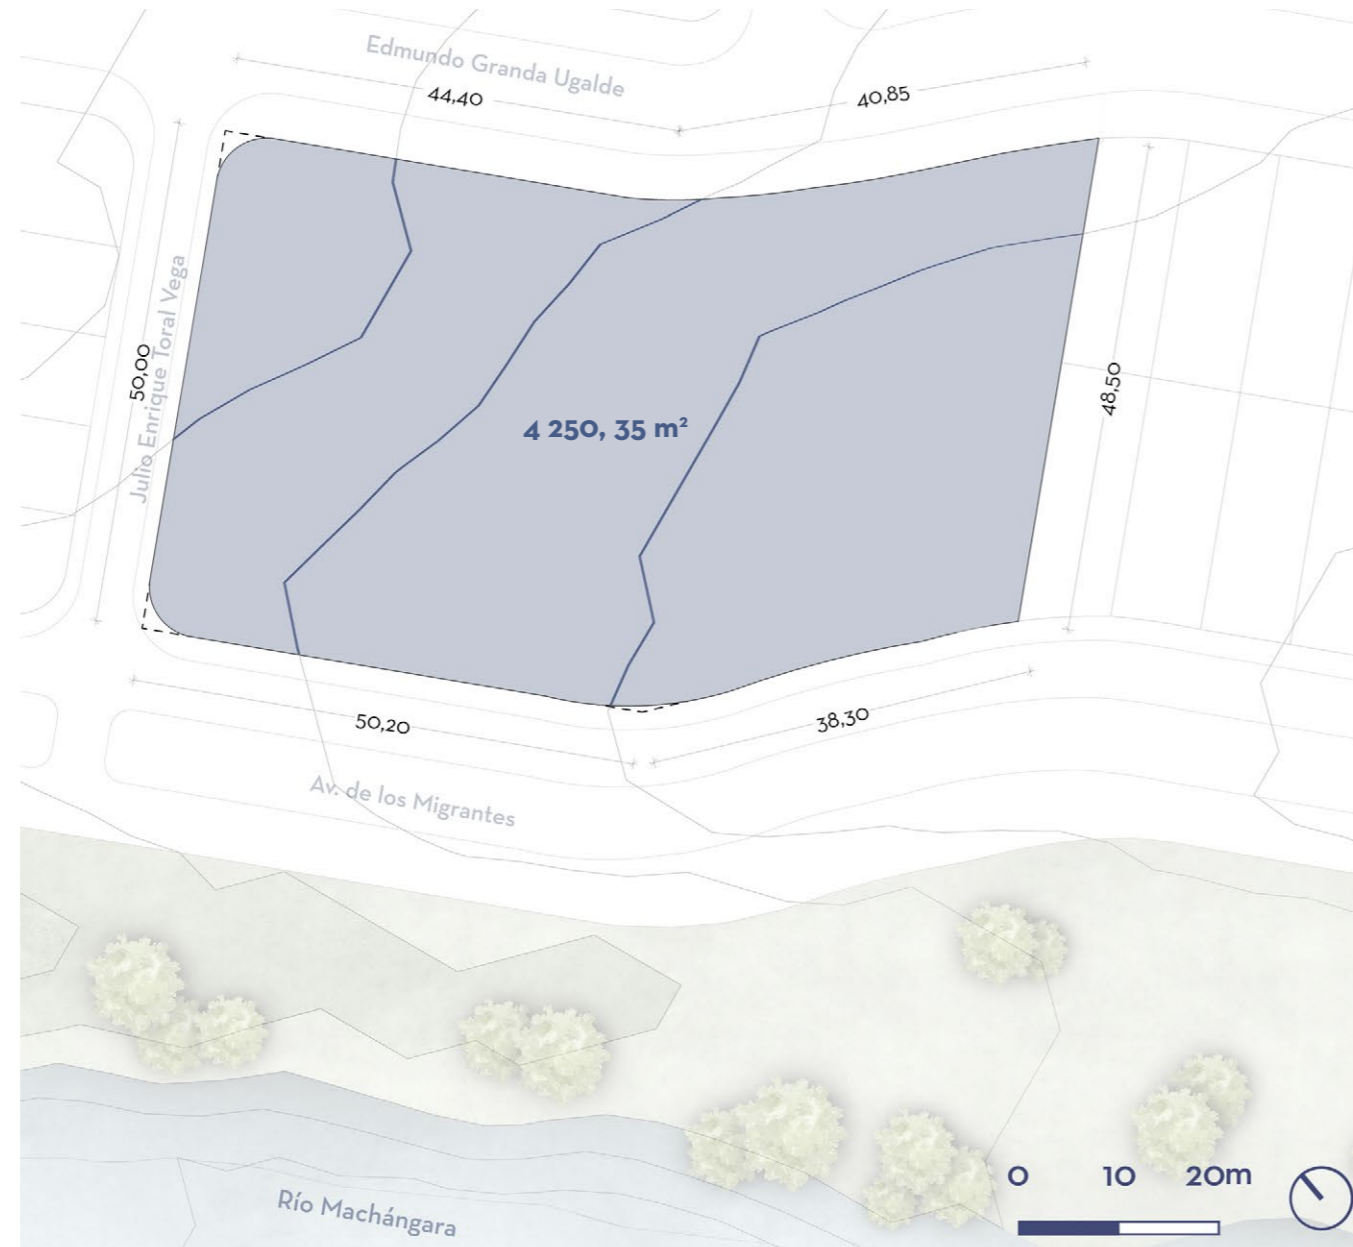 Edmundo Granda Ugalde
44,40
40,85
Julio Enrique Toral Vega
50,00
4 250, 35 m²
48,50
50,20
38,30
Av. de los Migrantes
0 10 20m
Río Machángara